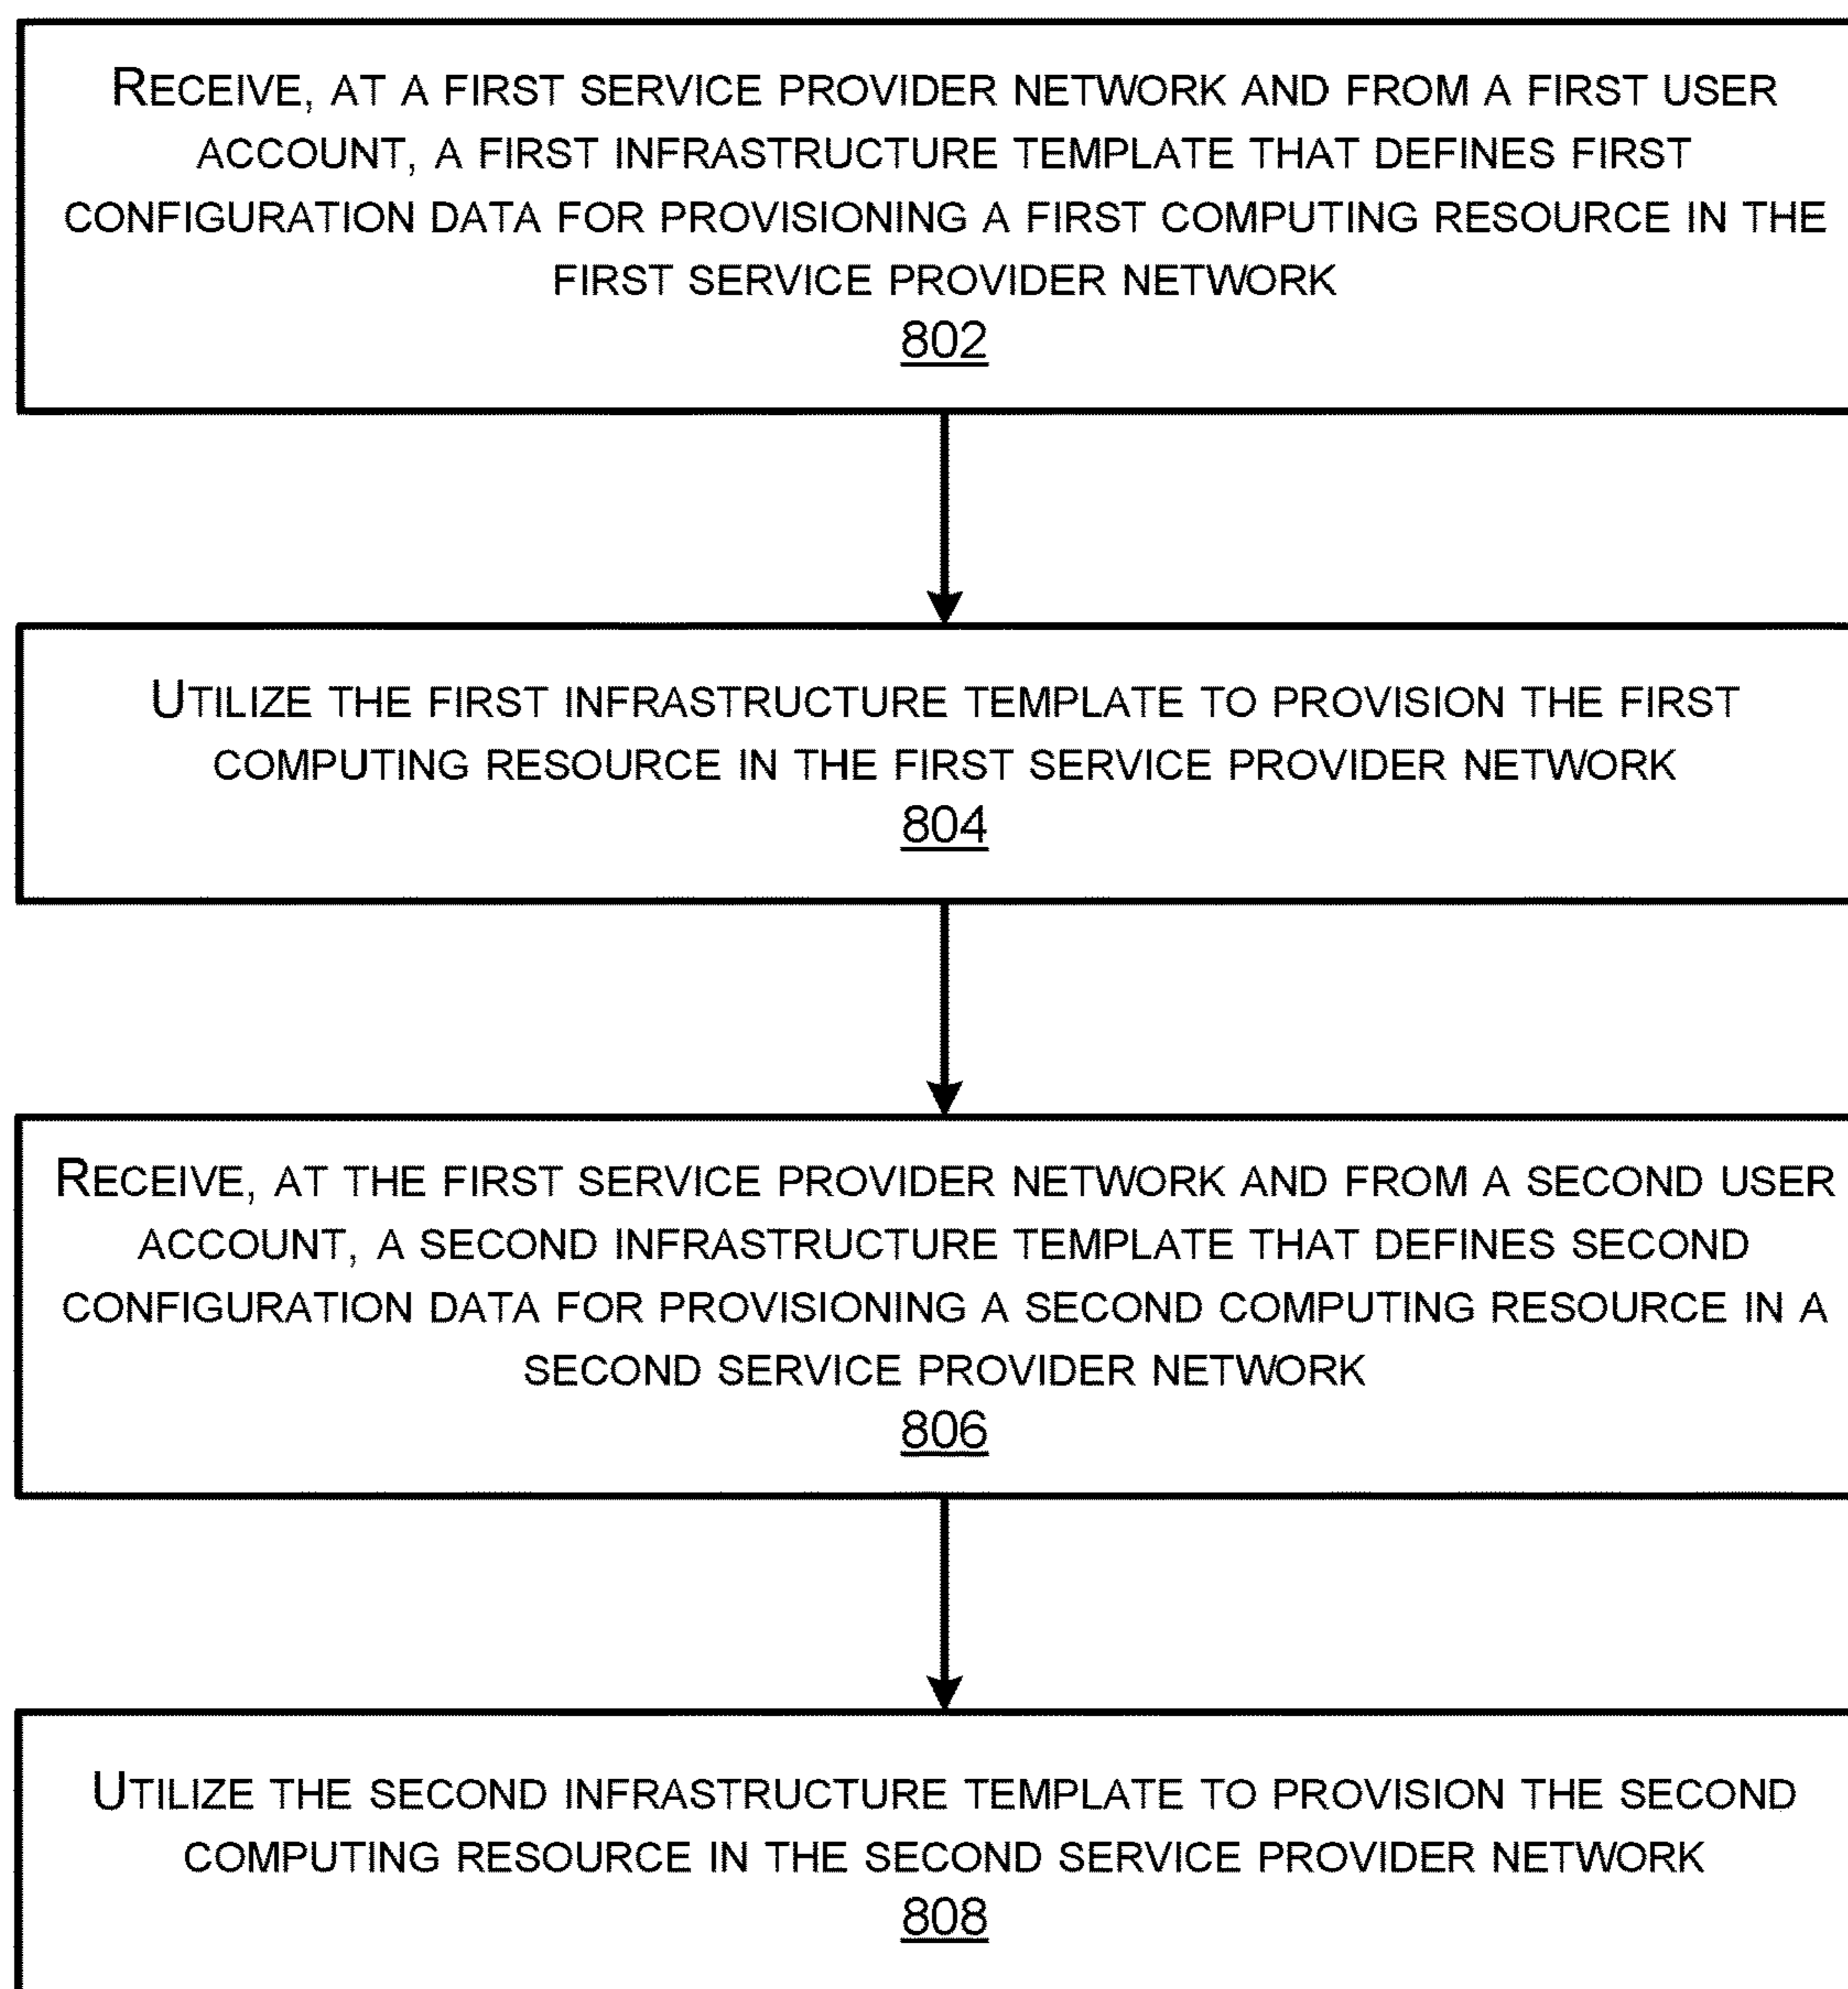 RECEIVE, AT A FIRST SERVICE PROVIDER NETWORK AND FROM A FIRST USER
ACCOUNT, A FIRST INFRASTRUCTURE TEMPLATE THAT DEFINES FIRST
CONFIGURATION DATA FOR PROVISIONING A FIRST COMPUTING RESOURCE IN THE
FIRST SERVICE PROVIDER NETWORK
802
UTILIZE THE FIRST INFRASTRUCTURE TEMPLATE TO PROVISION THE FIRST
COMPUTING RESOURCE IN THE FIRST SERVICE PROVIDER NETWORK
804
RECEIVE, AT THE FIRST SERVICE PROVIDER NETWORK AND FROM A SECOND USER
ACCOUNT, A SECOND INFRASTRUCTURE TEMPLATE THAT DEFINES SECOND
CONFIGURATION DATA FOR PROVISIONING A SECOND COMPUTING RESOURCE IN A
SECOND SERVICE PROVIDER NETWORK
806
UTILIZE THE SECOND INFRASTRUCTURE TEMPLATE TO PROVISION THE SECOND
COMPUTING RESOURCE IN THE SECOND SERVICE PROVIDER NETWORK
808